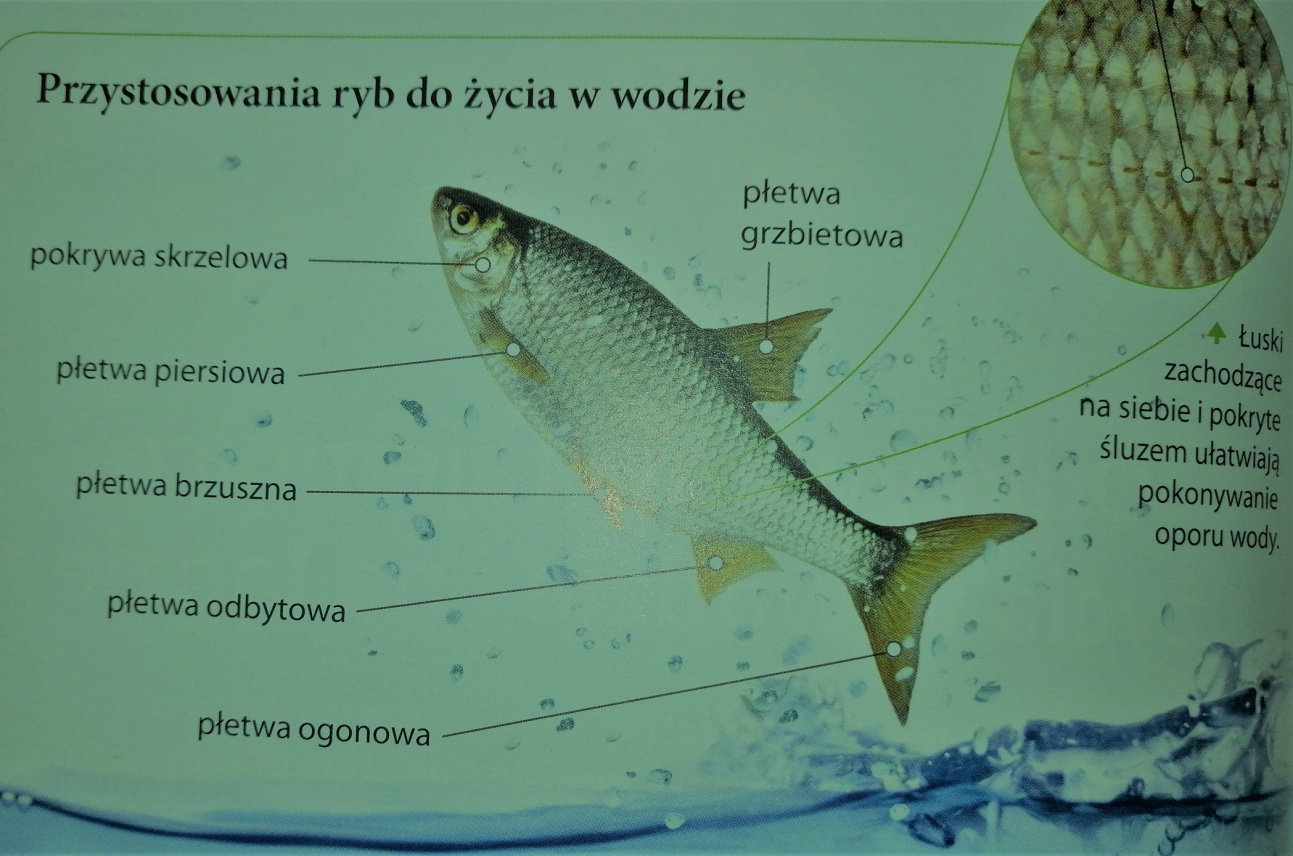 Przystosowania ryb do życia w wodzie
płetwa
grzbietowa
pokrywa skrzelowa
płetwa piersiowa
płetwa brzuszna
płetwa odbytowa
płetwa ogonowa
Łuski
zachodzące
na siebie i pokryte
śluzem ułatwiają
pokonywanie
oporu wody.